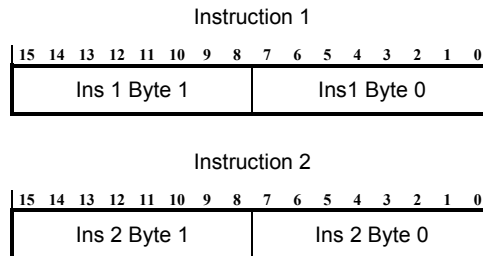 Instruction 1
15 14 13 12 11 10 9 8 7 6 5 4 3 2 1 0
Ins 1 Byte 1 Ins1 Byte 0
Instruction 2
15 14 13 12 11 10 9 8 7 6 5 4 3 2 1 0
Ins 2 Byte 1 Ins 2 Byte 0